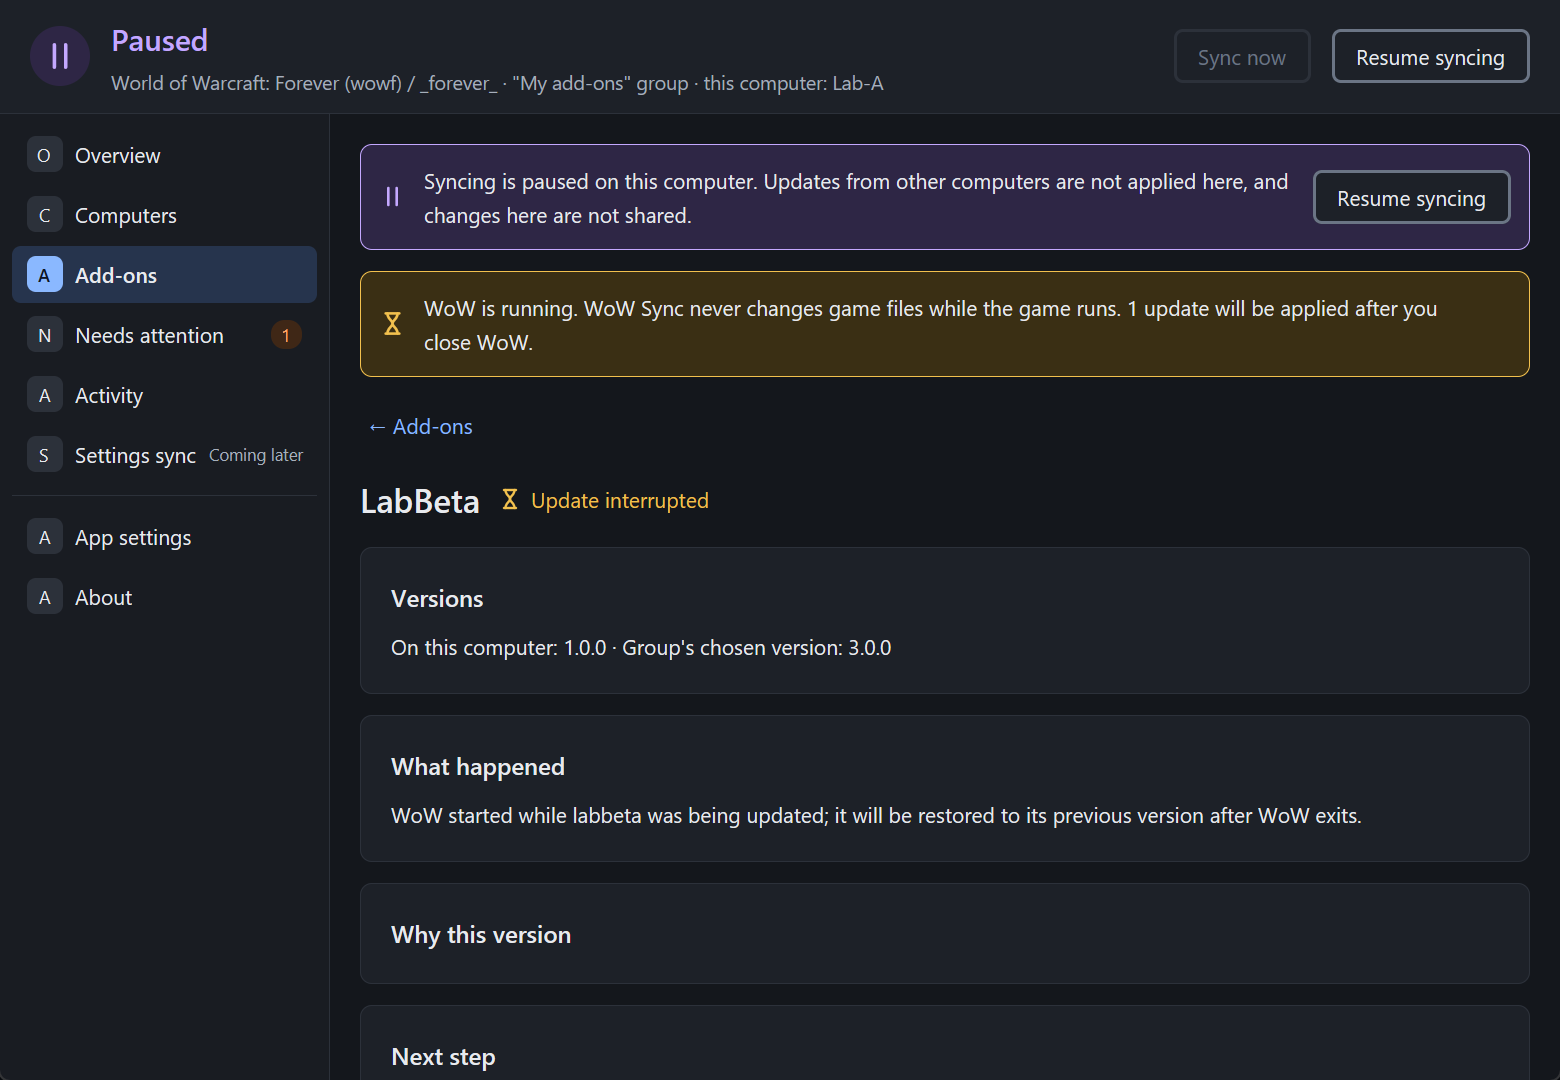 Paused
World of Warcraft: Forever (wowf) / _forever_ · "My add-ons" group · this computer: Lab-A
Sync now
Resume syncing
O Overview
C Computers
A Add-ons
N Needs attention 1
A Activity
S Settings sync Coming later
A App settings
A About
Syncing is paused on this computer. Updates from other computers are not applied here, and
changes here are not shared.
Resume syncing
WoW is running. WoW Sync never changes game files while the game runs. 1 update will be applied after you
close WoW.
← Add-ons
LabBeta Update interrupted
Versions
On this computer: 1.0.0 · Group's chosen version: 3.0.0
What happened
WoW started while labbeta was being updated; it will be restored to its previous version after WoW exits.
Why this version
Next step